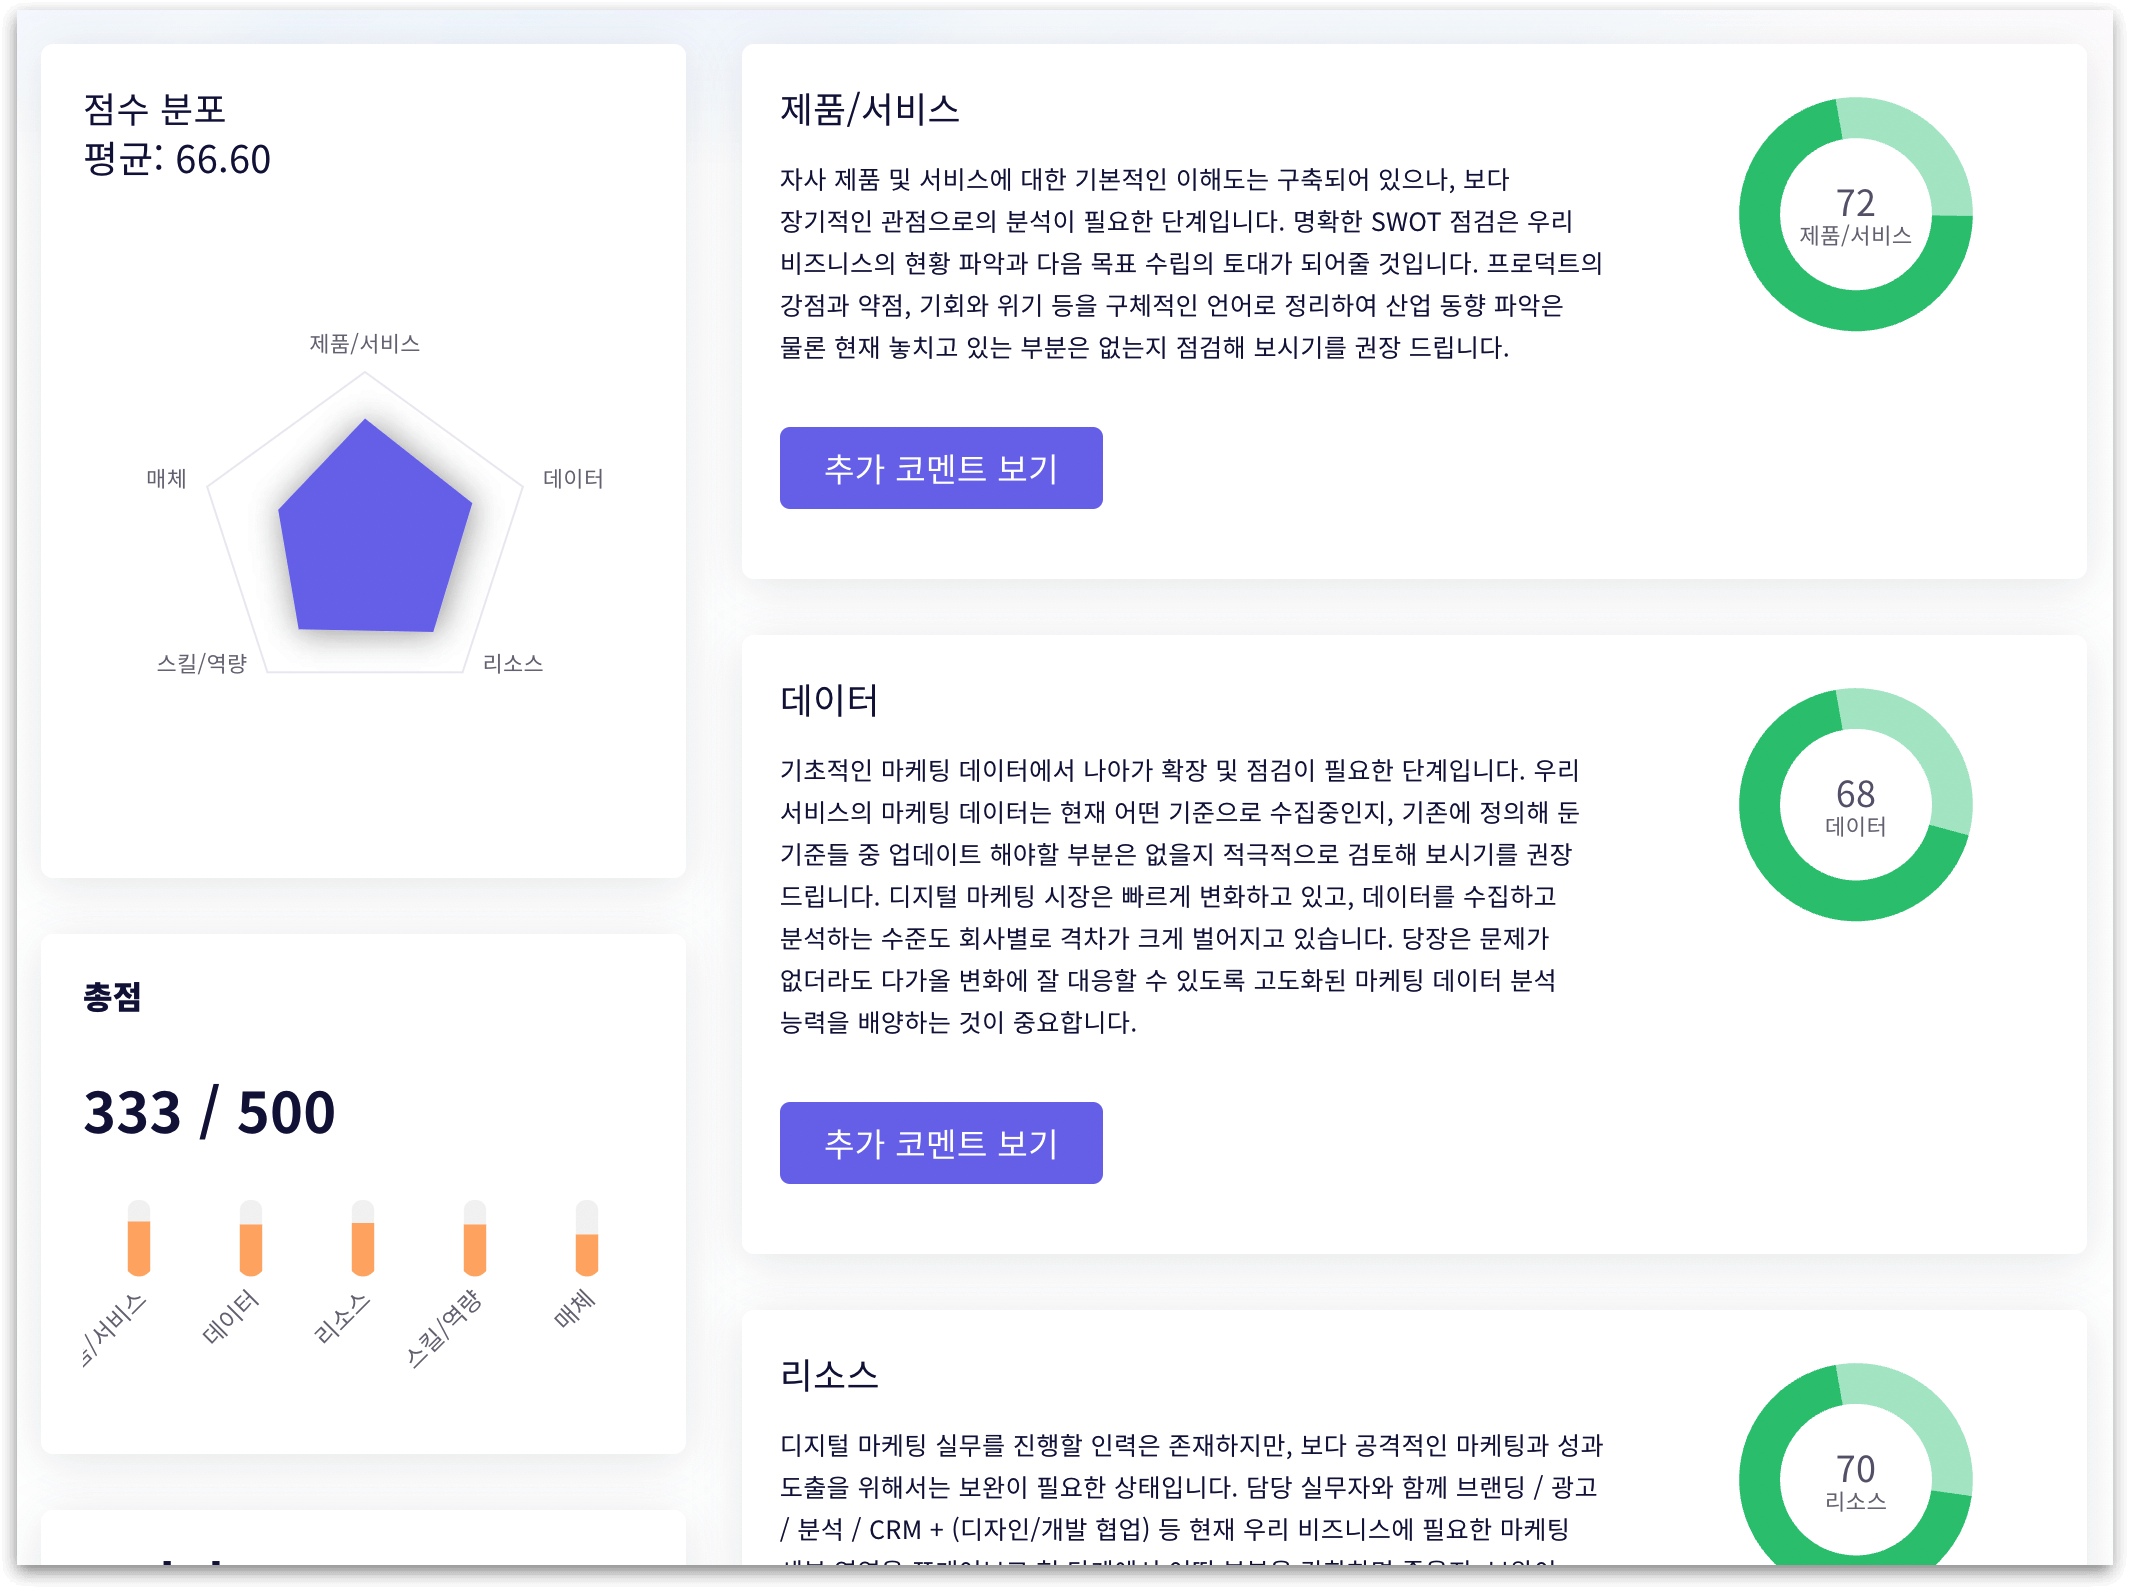 점수 분포
평균: 66.60
제품/서비스
매체
데이터
스킬/역량
리소스
총점
333 / 500
/서비스
데이터
리소스
스킬/역량
매체
제품/서비스
자사 제품 및 서비스에 대한 기본적인 이해도는 구축되어 있으나, 보다
장기적인 관점으로의 분석이 필요한 단계입니다. 명확한 SWOT 점검은 우리
비즈니스의 현황 파악과 다음 목표 수립의 토대가 되어줄 것입니다. 프로덕트의
강점과 약점, 기회와 위기 등을 구체적인 언어로 정리하여 산업 동향 파악은
물론 현재 놓치고 있는 부분은 없는지 점검해 보시기를 권장 드립니다.
추가 코멘트 보기
72
제품/서비스
데이터
기초적인 마케팅 데이터에서 나아가 확장 및 점검이 필요한 단계입니다. 우리
서비스의 마케팅 데이터는 현재 어떤 기준으로 수집중인지, 기존에 정의해 둔
기준들 중 업데이트 해야할 부분은 없을지 적극적으로 검토해 보시기를 권장
드립니다. 디지털 마케팅 시장은 빠르게 변화하고 있고, 데이터를 수집하고
분석하는 수준도 회사별로 격차가 크게 벌어지고 있습니다. 당장은 문제가
없더라도 다가올 변화에 잘 대응할 수 있도록 고도화된 마케팅 데이터 분석
능력을 배양하는 것이 중요합니다.
추가 코멘트 보기
68
데이터
리소스
디지털 마케팅 실무를 진행할 인력은 존재하지만, 보다 공격적인 마케팅과 성과
도출을 위해서는 보완이 필요한 상태입니다. 담당 실무자와 함께 브랜딩 / 광고
/ 분석 / CRM + (디자인/개발 협업) 등 현재 우리 비즈니스에 필요한 마케팅
70
리소스